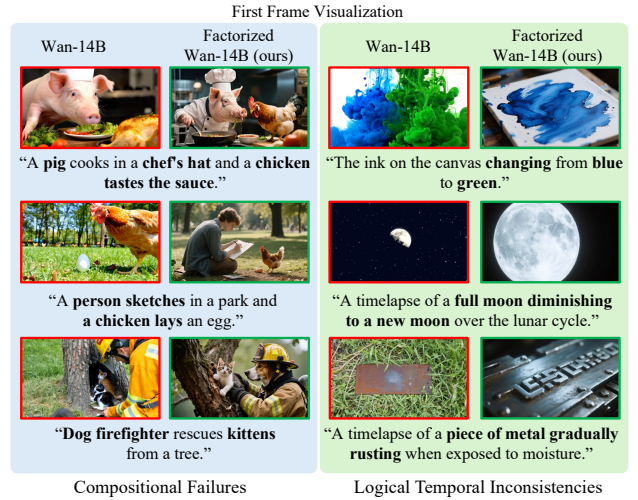 First Frame Visualization
Wan-14B
Factorized
Wan-14B (ours)
“A pig cooks in a chef's hat and a chicken
tastes the sauce.”
“A person sketches in a park and
a chicken lays an egg.”
“Dog firefighter rescues kittens
from a tree.”
Compositional Failures
Wan-14B
Factorized
Wan-14B (ours)
“The ink on the canvas changing from blue
to green.”
“A timelapse of a full moon diminishing
to a new moon over the lunar cycle.”
“A timelapse of a piece of metal gradually
rusting when exposed to moisture.”
Logical Temporal Inconsistencies